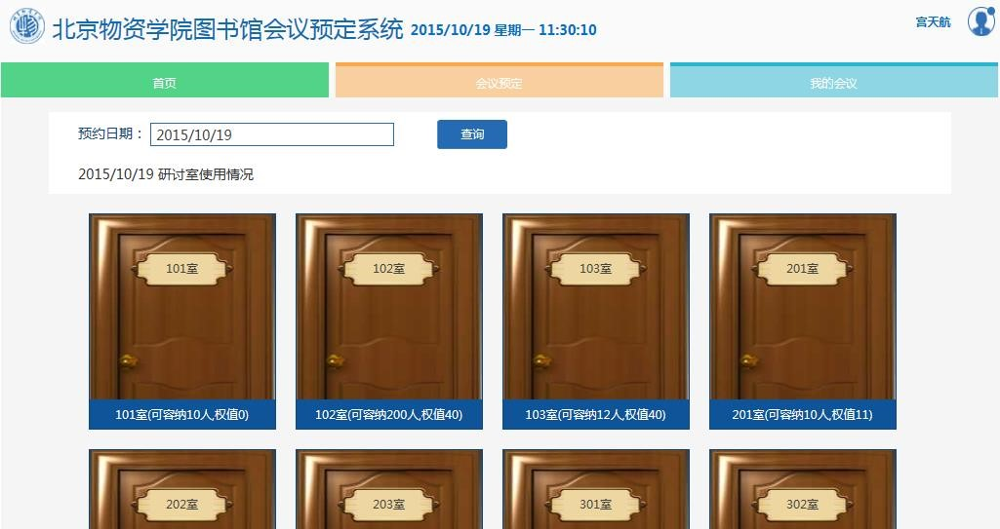 北京物资学院图书馆会议预定系统 2015/10/19 星期一 11:30:10
宫天航
首页 会议预定 我的会议
预约日期： 2015/10/19 查询
2015/10/19 研讨室使用情况
101室 102室 103室 201室
101室(可容纳10人,权值0) 102室(可容纳200人,权值40) 103室(可容纳12人,权值40) 201室(可容纳10人,权值11)
202室 203室 301室 302室